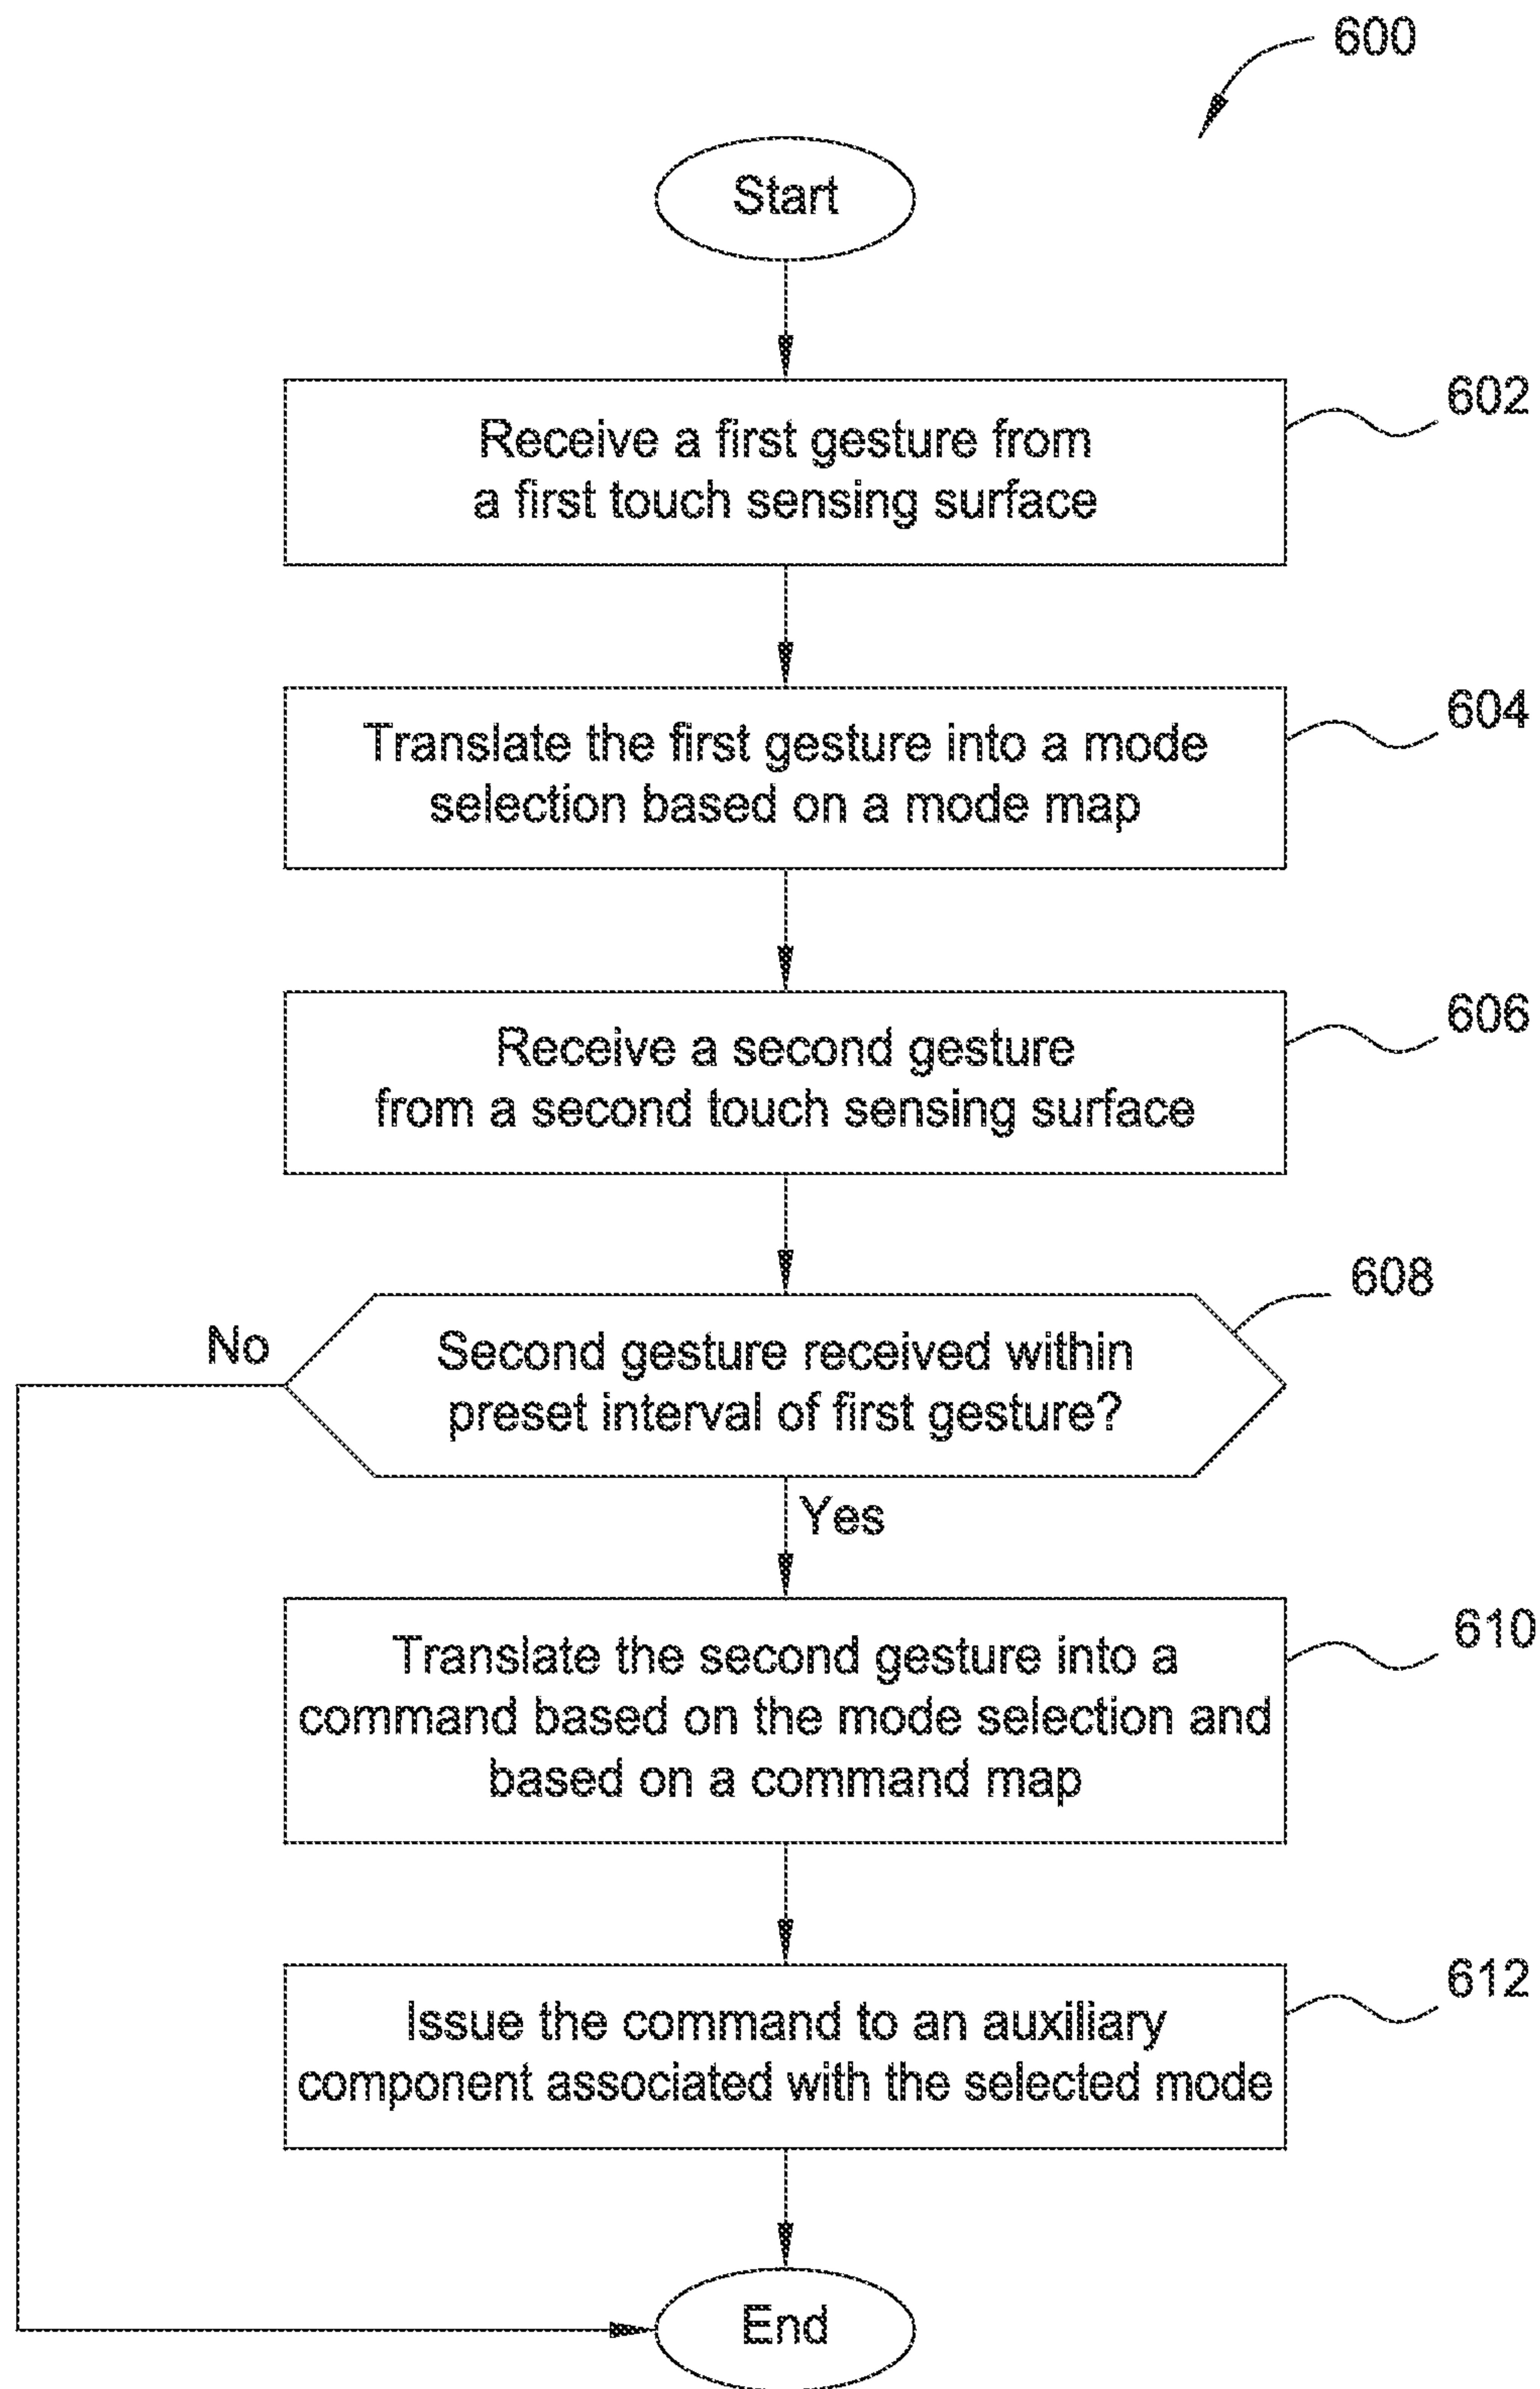 600
Start
602
Receive a first gesture from
a first touch sensing surface
604
Translate the first gesture into a mode
selection based on a mode map
606
Receive a second gesture
from a second touch sensing surface
608
No
Second gesture received within
preset interval of first gesture?
Yes
610
Translate the second gesture into a
command based on the mode selection and
based on a command map
612
Issue the command to an auxiliary
component associated with the selected mode
End